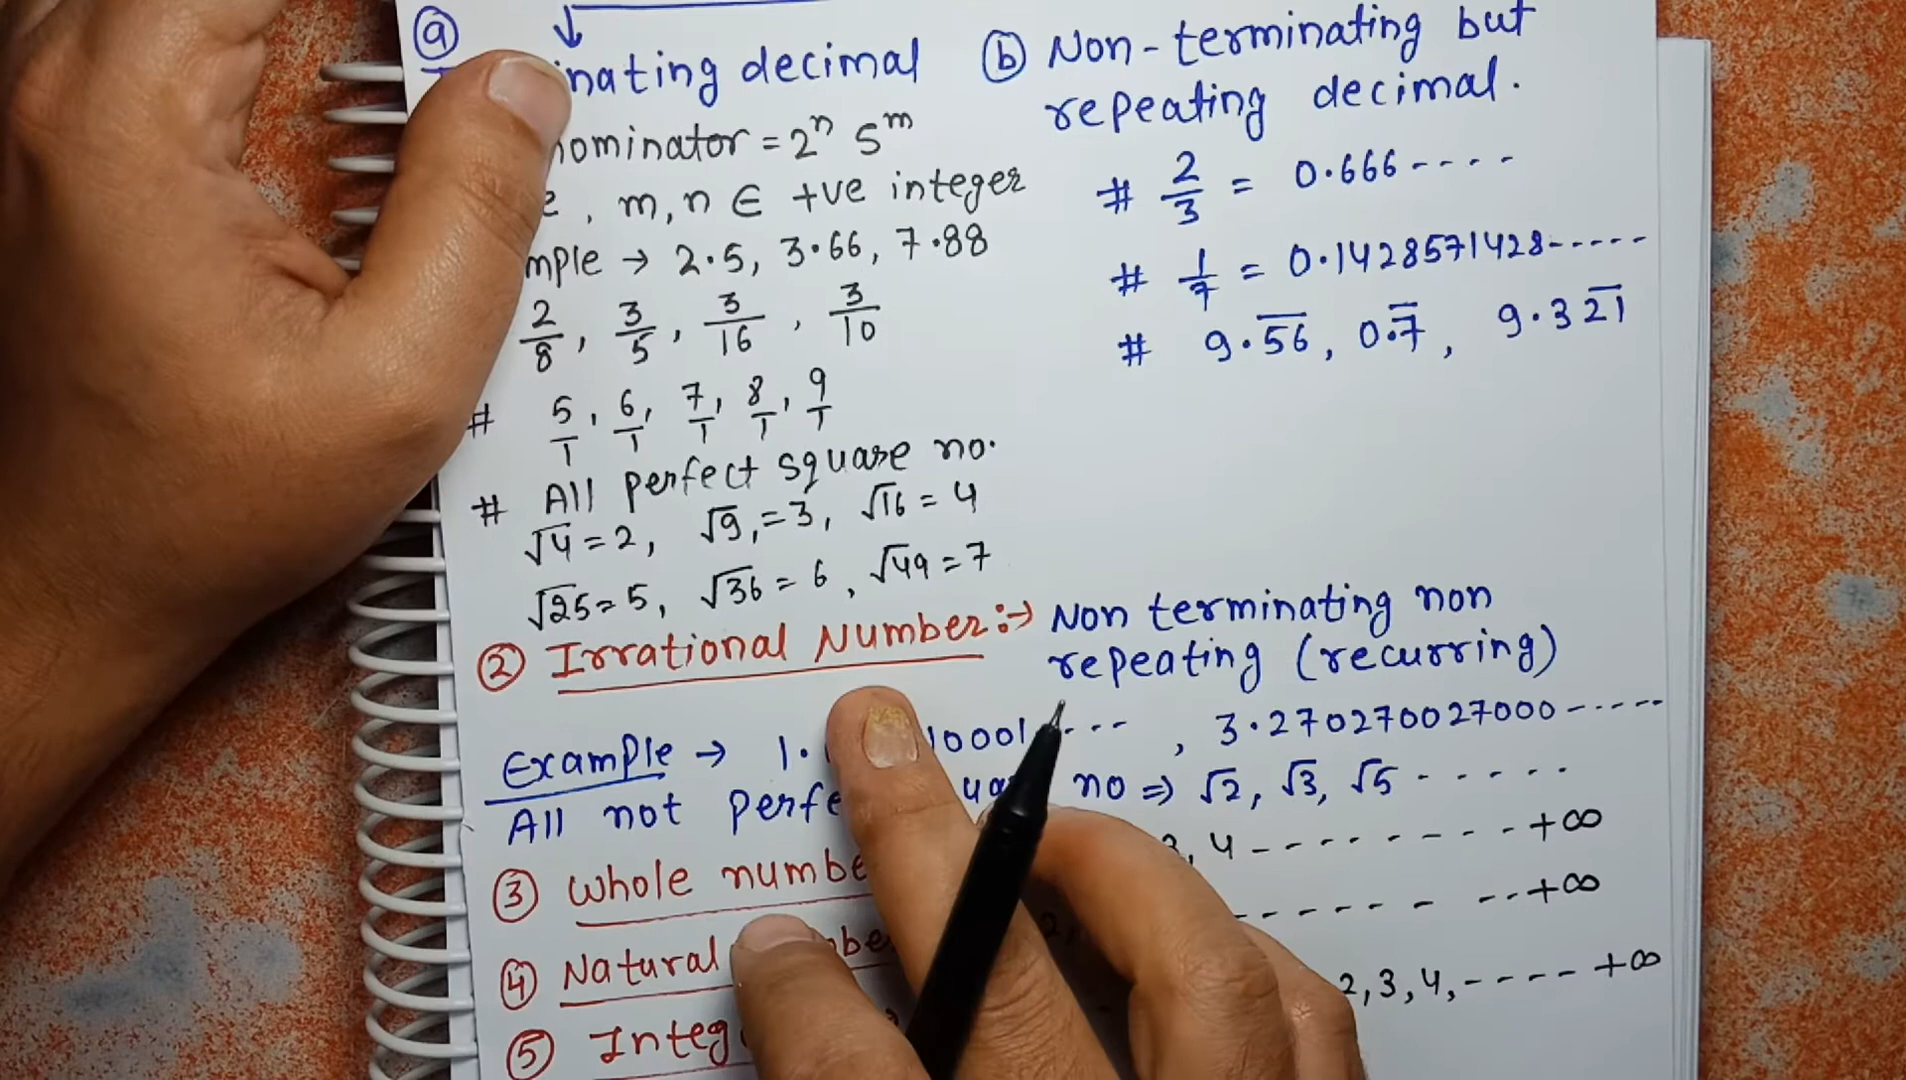 ⓐ
inating decimal
nominator = 2ⁿ 5ᵐ
e, m,n ∈ +ve integer
mple → 2.5, 3.66, 7.88
2/8, 3/5, 3/16, 3/10
# 5/1, 6/1, 7/1, 8/1, 9/1
# All perfect square no.
√4 = 2, √9, = 3, √16 = 4
√25 = 5, √36 = 6, √49 = 7
ⓑ Non-terminating but
repeating decimal.
# 2/3 = 0.666----
# 1/7 = 0.1428571428-----
# 9.5̅6̅, 0.7̅, 9.32̅1̅
② Irrational Number :→ Non terminating non
repeating (recurring)
Example → 1. 10001---, 3.270270027000-----
All not perfe no ⇒ √2, √3, √5 -----
③ Whole numbe 3, 4--------+∞
④ Natural mbe 2, --------+∞
⑤ Integ 2, 3, 4, ----+∞